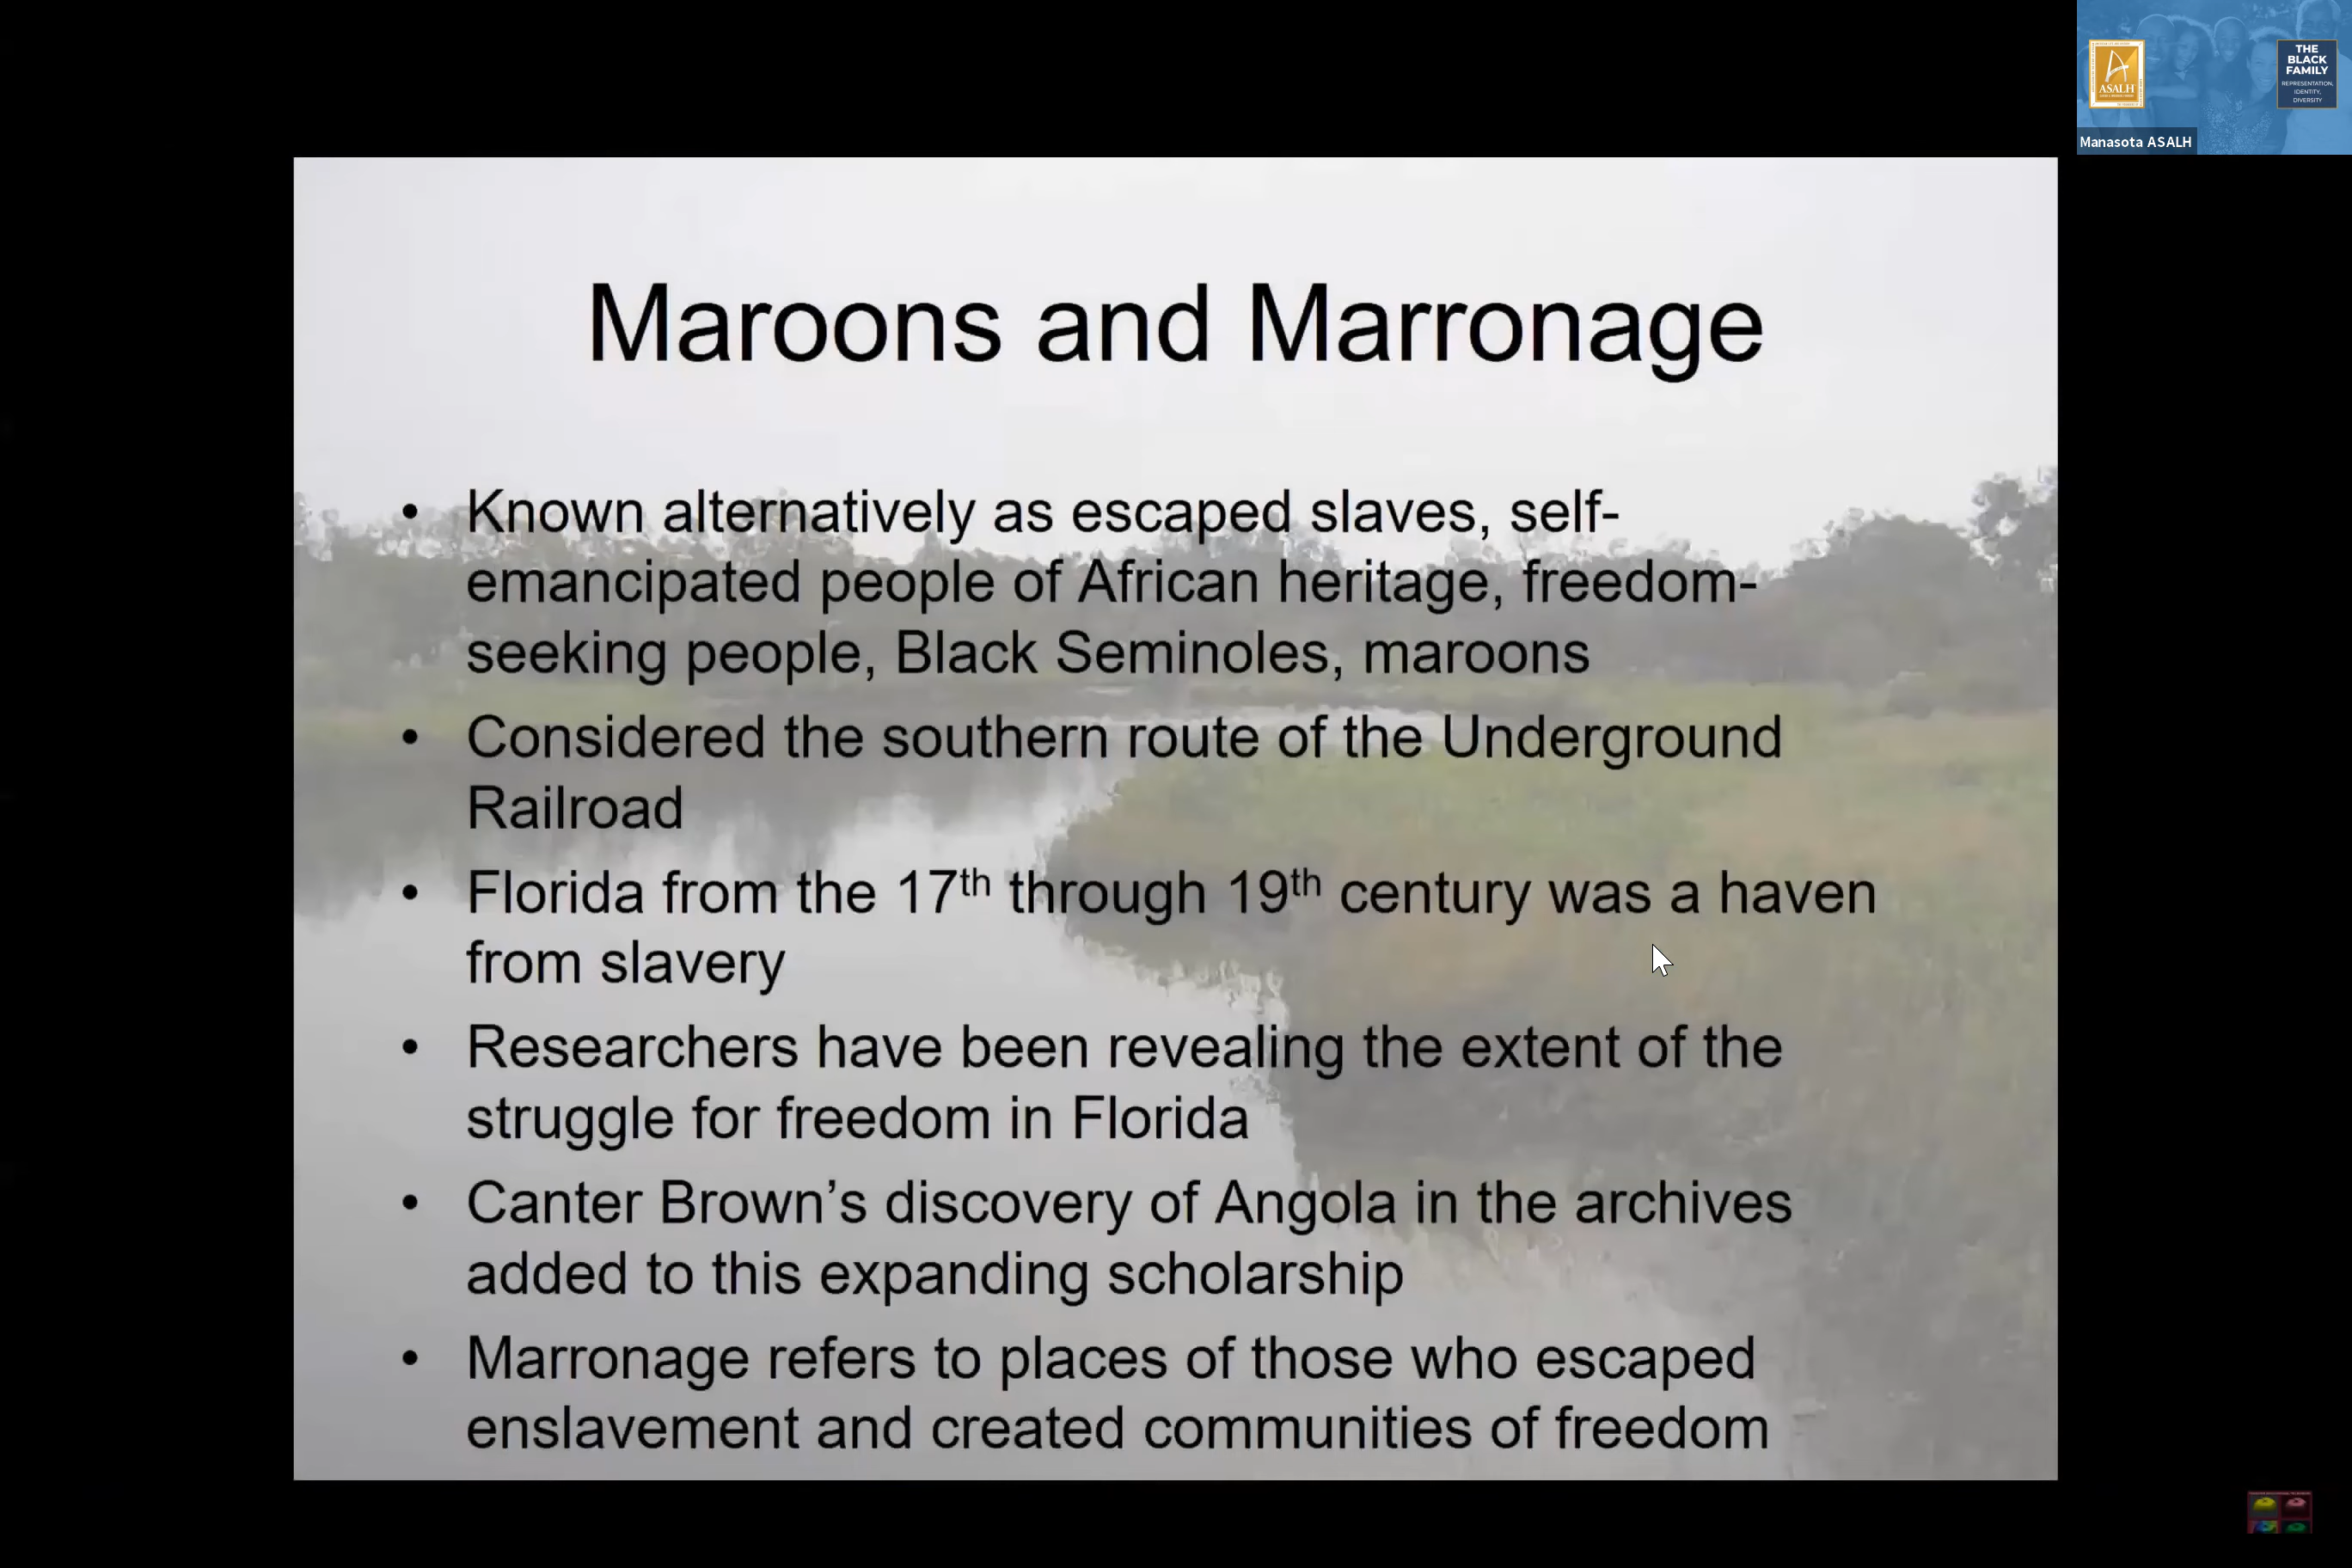 THE
BLACK
FAMILY
REPRESENTATION,
IDENTITY,
DIVERSITY
ASALH
Manasota ASALH
Maroons and Marronage
• Known alternatively as escaped slaves, self-
emancipated people of African heritage, freedom-
seeking people, Black Seminoles, maroons
• Considered the southern route of the Underground
Railroad
• Florida from the 17th through 19th century was a haven
from slavery
• Researchers have been revealing the extent of the
struggle for freedom in Florida
• Canter Brown’s discovery of Angola in the archives
added to this expanding scholarship
• Marronage refers to places of those who escaped
enslavement and created communities of freedom